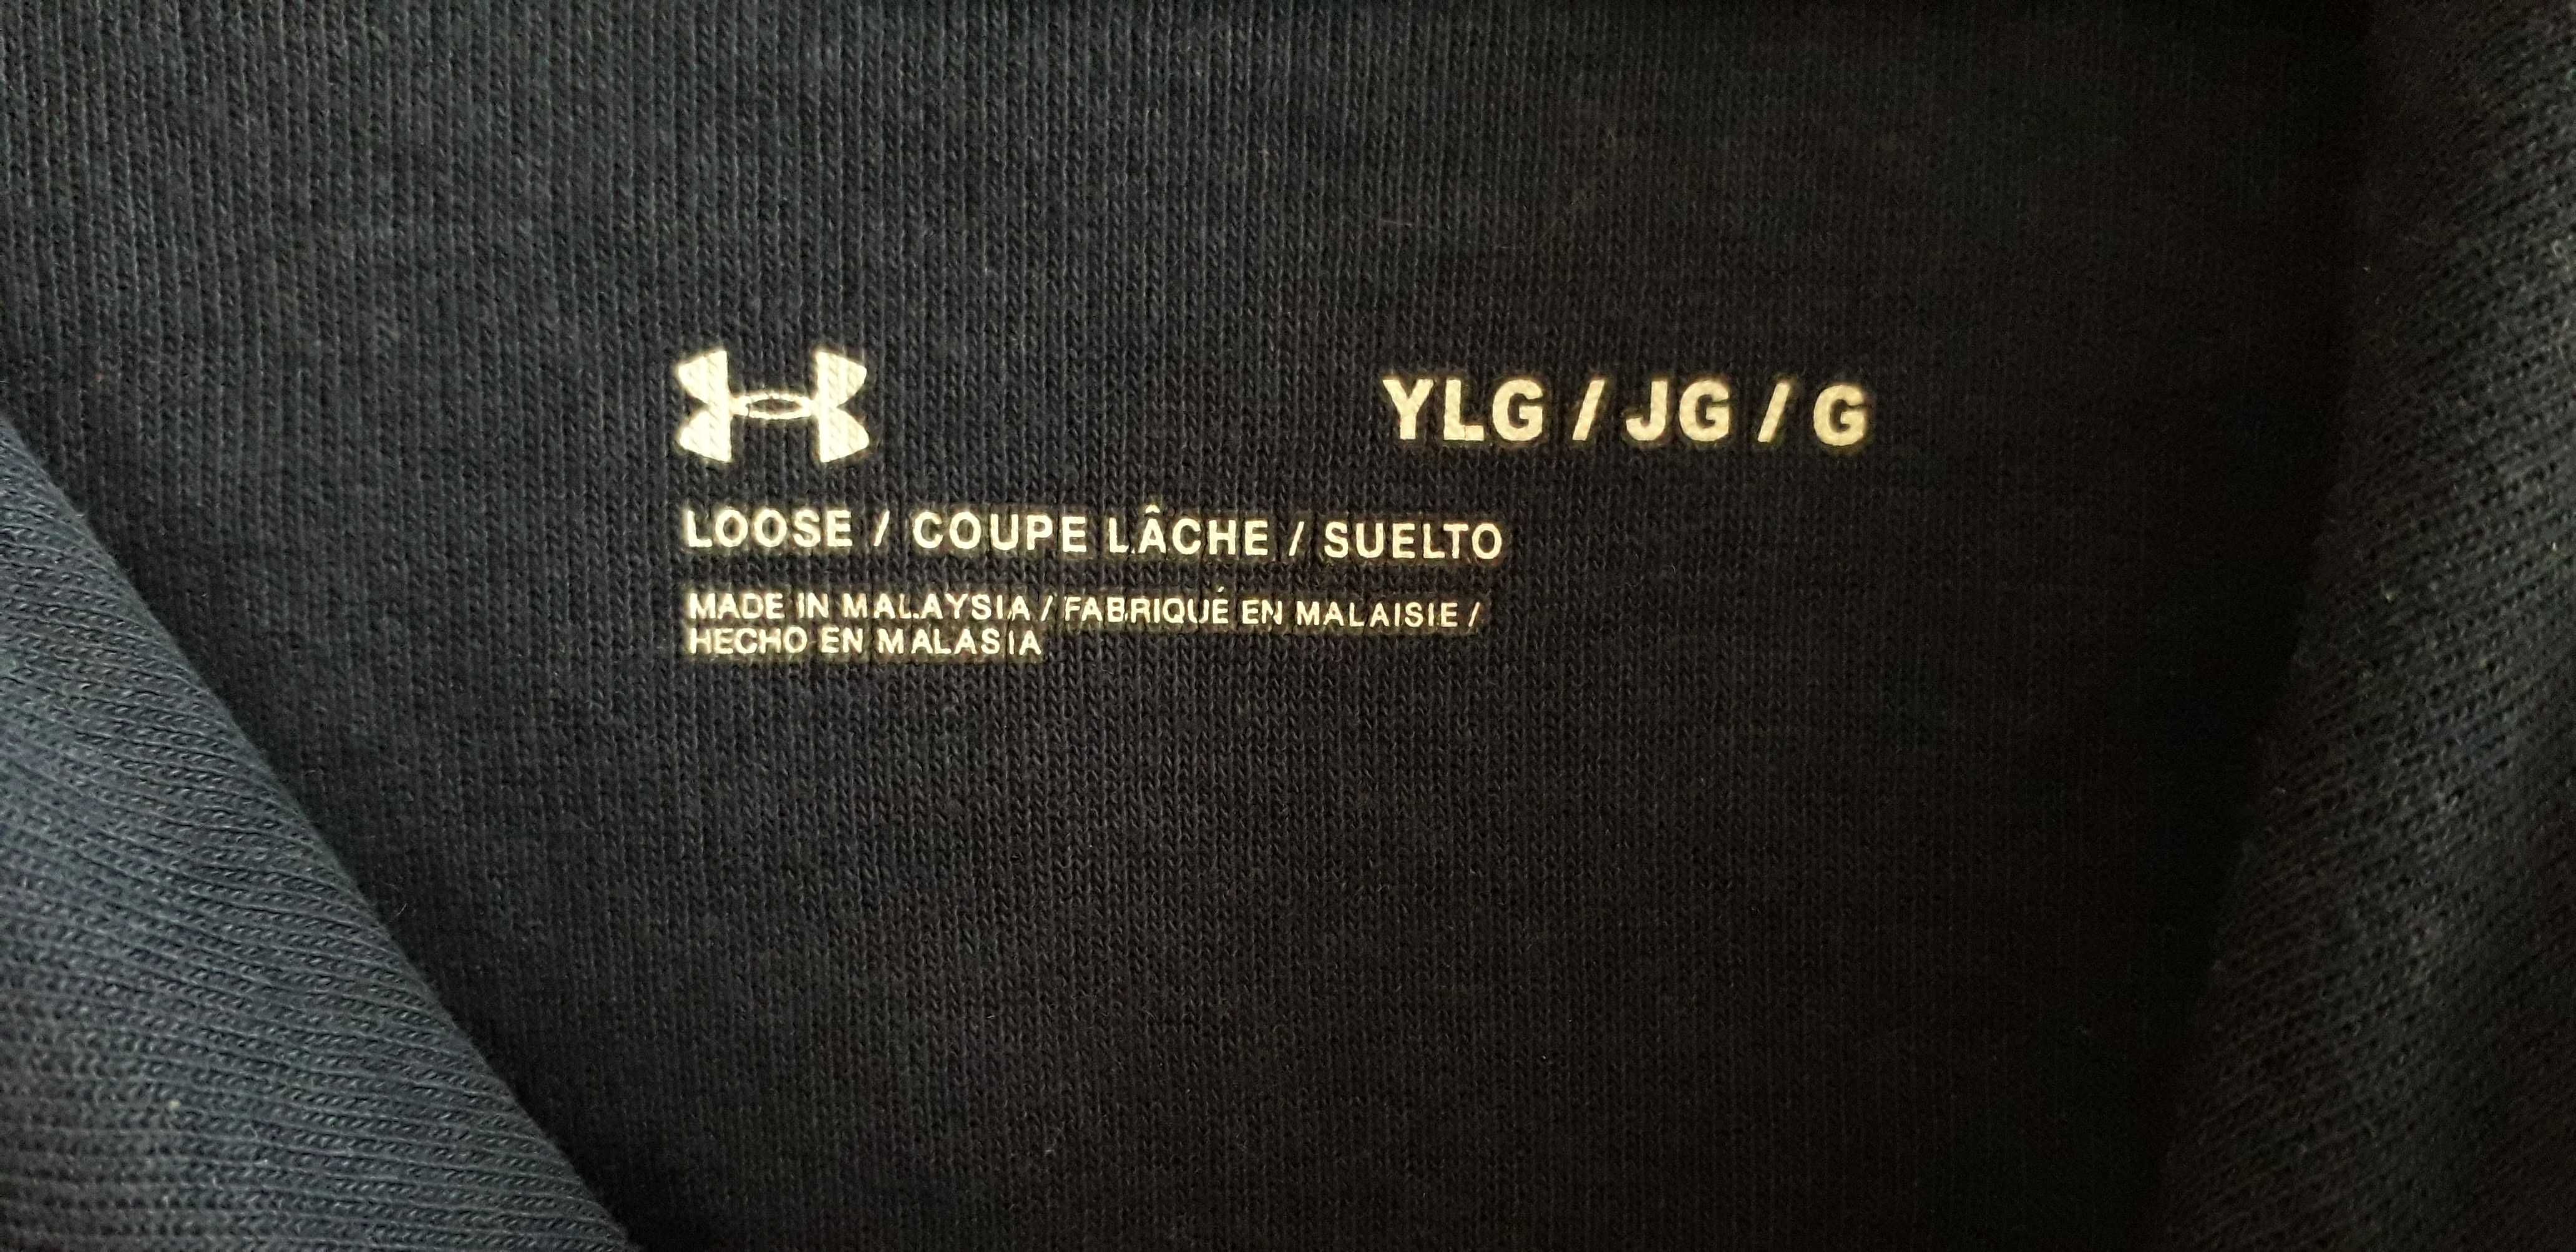 YLG / JG / G
LOOSE / COUPE LÂCHE / SUELTO
MADE IN MALAYSIA / FABRIQUÉ EN MALAISIE /
HECHO EN MALASIA